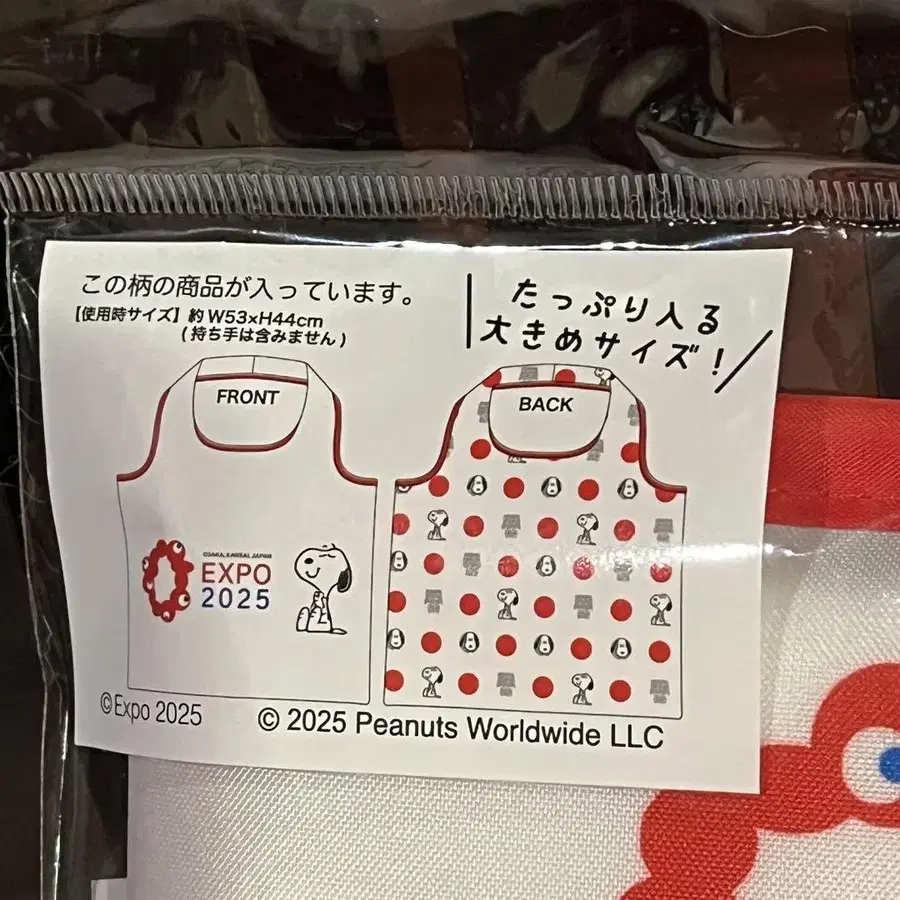 この柄の商品が入っています。
【使用時サイズ】約 W53×H44cm
(持ち手は含みません)
たっぷり入る
大きめサイズ!
FRONT
BACK
OSAKA, KANSAI, JAPAN
EXPO
2025
©Expo 2025
© 2025 Peanuts Worldwide LLC